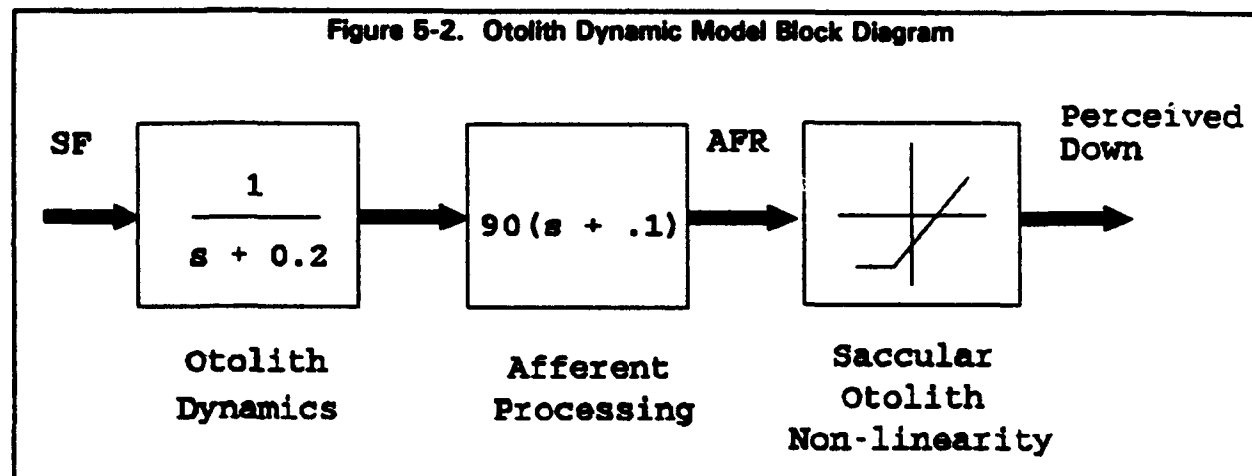 Figure 5-2. Otolith Dynamic Model Block Diagram
SF
1
s + 0.2
90(s + .1)
AFR
Perceived
Down
Otolith
Dynamics
Afferent
Processing
Saccular
Otolith
Non-linearity